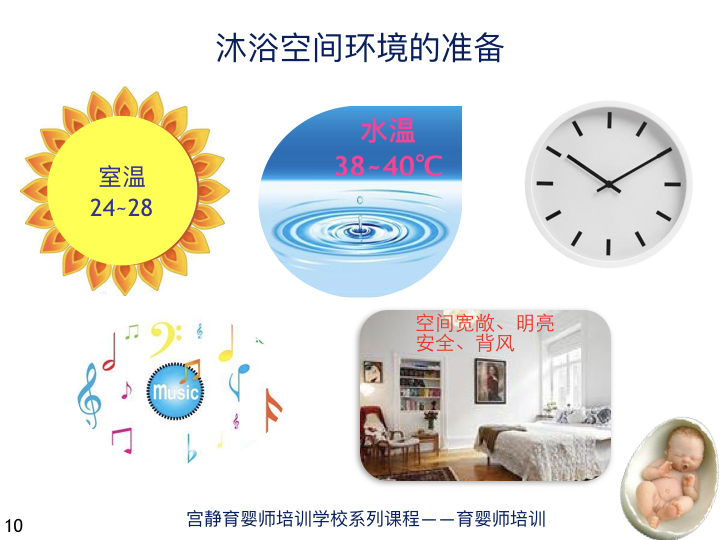 沐浴空间环境的准备
室温
24~28
水温
38~40℃
Music
空间宽敞、明亮
安全、背风
宫静育婴师培训学校系列课程——育婴师培训
10